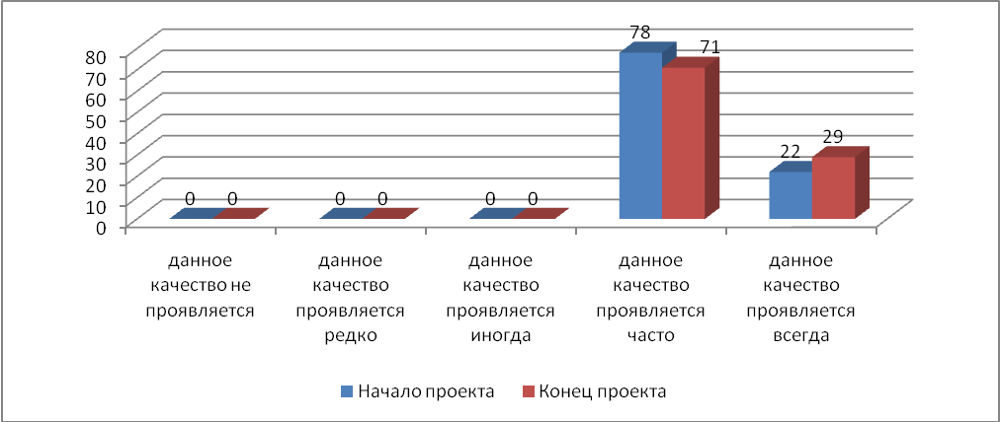 80
70
60
50
40
30
20
10
0
0 0
0 0
0 0
78 71
22 29
данное
качество не
проявляется
данное
качество
проявляется
редко
данное
качество
проявляется
иногда
данное
качество
проявляется
часто
данное
качество
проявляется
всегда
Начало проекта Конец проекта